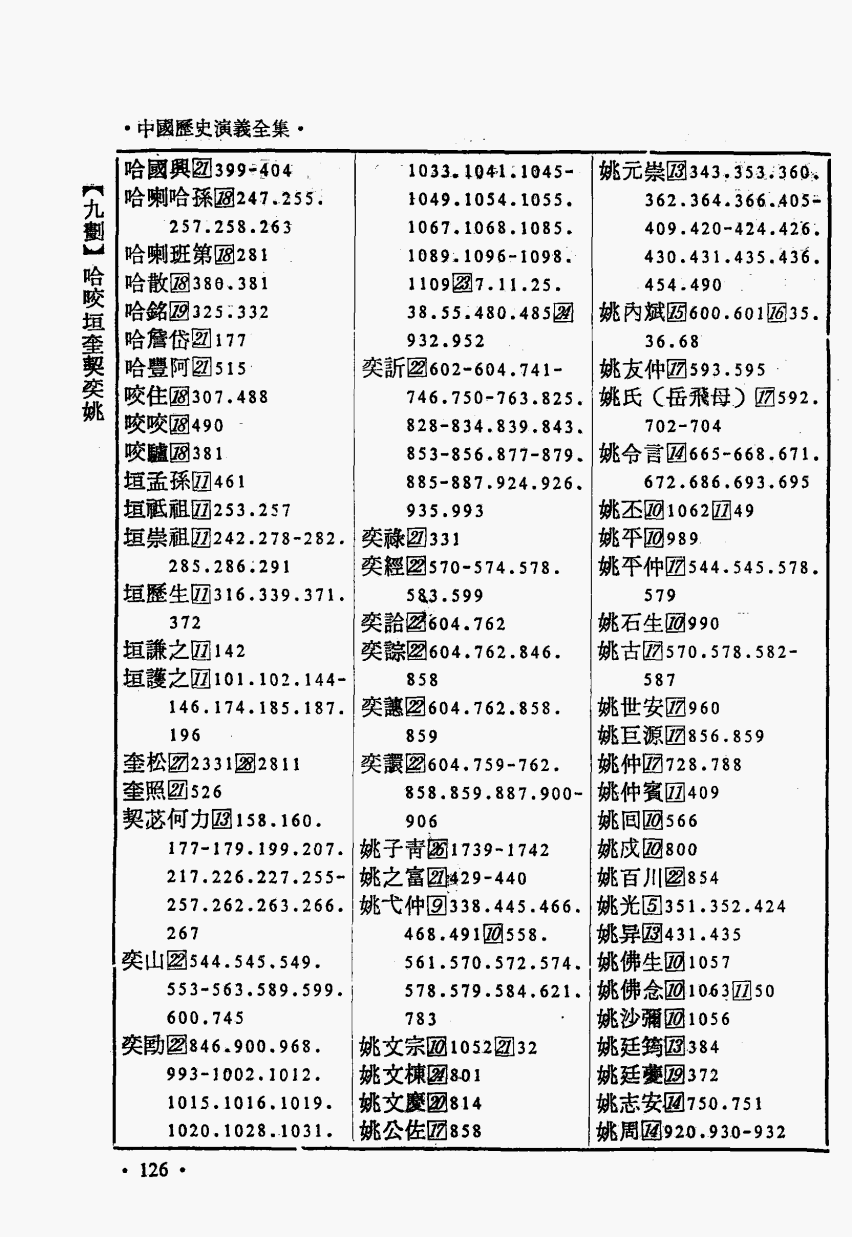 ·中國歷史演義全集·
【九劃】哈咬垣奎契奕姚
哈國興[21]399-404
哈喇哈孫[18]247.255.
257.258.263
哈喇班第[18]281
哈散[18]380.381
哈銘[19]325.332
哈簷岱[21]177
哈豐阿[21]515
咬住[18]307.488
咬咬[18]490
咬驢[18]381
垣孟孫[11]461
垣祗祖[11]253.257
垣崇祖[11]242.278-282.
285.286.291
垣歷生[11]316.339.371.
372
垣謙之[11]142
垣護之[11]101.102.144-
146.174.185.187.
196
奎松[27]2331[28]2811
奎照[21]526
契苾何力[13]158.160.
177-179.199.207.
217.226.227.255-
257.262.263.266.
267
奕山[22]544.545.549.
553-563.589.599.
600.745
奕劻[22]846.900.968.
993-1002.1012.
1015.1016.1019.
1020.1028.1031.
1033.1041.1045-
1049.1054.1055.
1067.1068.1085.
1089.1096-1098.
1109[23]7.11.25.
38.55.480.485[24]
932.952
奕訢[22]602-604.741-
746.750-763.825.
828-834.839.843.
853-856.877-879.
885-887.924.926.
935.993
奕祿[21]331
奕經[22]570-574.578.
583.599
奕詥[22]604.762
奕誴[22]604.762.846.
858
奕譓[22]604.762.858.
859
奕譞[22]604.759-762.
858.859.887.900-
906
姚子青[26]1739-1742
姚之富[21]429-440
姚弋仲[9]338.445.466.
468.491[10]558.
561.570.572.574.
578.579.584.621.
783
姚文宗[10]1052[21]32
姚文棟[24]801
姚文慶[20]814
姚公佐[17]858
姚元崇[13]343.353.360.
362.364.366.405-
409.420-424.426.
430.431.435.436.
454.490
姚內斌[15]600.601[16]35.
36.68
姚友仲[17]593.595
姚氏（岳飛母）[17]592.
702-704
姚令言[14]665-668.671.
672.686.693.695
姚丕[10]1062[11]49
姚平[10]989
姚平仲[17]544.545.578.
579
姚石生[10]990
姚古[17]570.578.582-
587
姚世安[17]960
姚巨源[17]856.859
姚仲[17]728.788
姚仲賓[11]409
姚回[10]566
姚戍[10]800
姚百川[22]854
姚光[5]351.352.424
姚异[13]431.435
姚佛生[10]1057
姚佛念[10]1063[11]50
姚沙彌[10]1056
姚廷筠[13]384
姚廷夔[19]372
姚志安[14]750.751
姚周[14]920.930-932
·126·